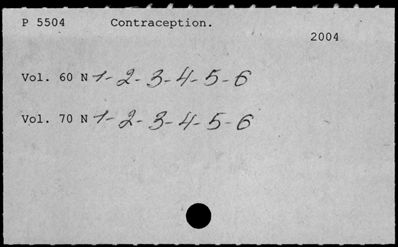 P 5504 Contraception.
2004
Vol. 60 N 1-2-3-4-5-6
Vol. 70 N 1-2-3-4-5-6